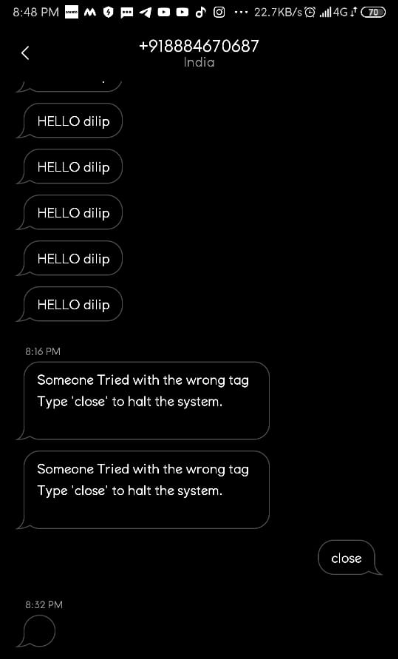 8:48 PM ... 22.7KB/s 4G 70
+918884670687
India
HELLO dilip
HELLO dilip
HELLO dilip
HELLO dilip
HELLO dilip
8:16 PM
Someone Tried with the wrong tag
Type 'close' to halt the system.
Someone Tried with the wrong tag
Type 'close' to halt the system.
close
8:32 PM